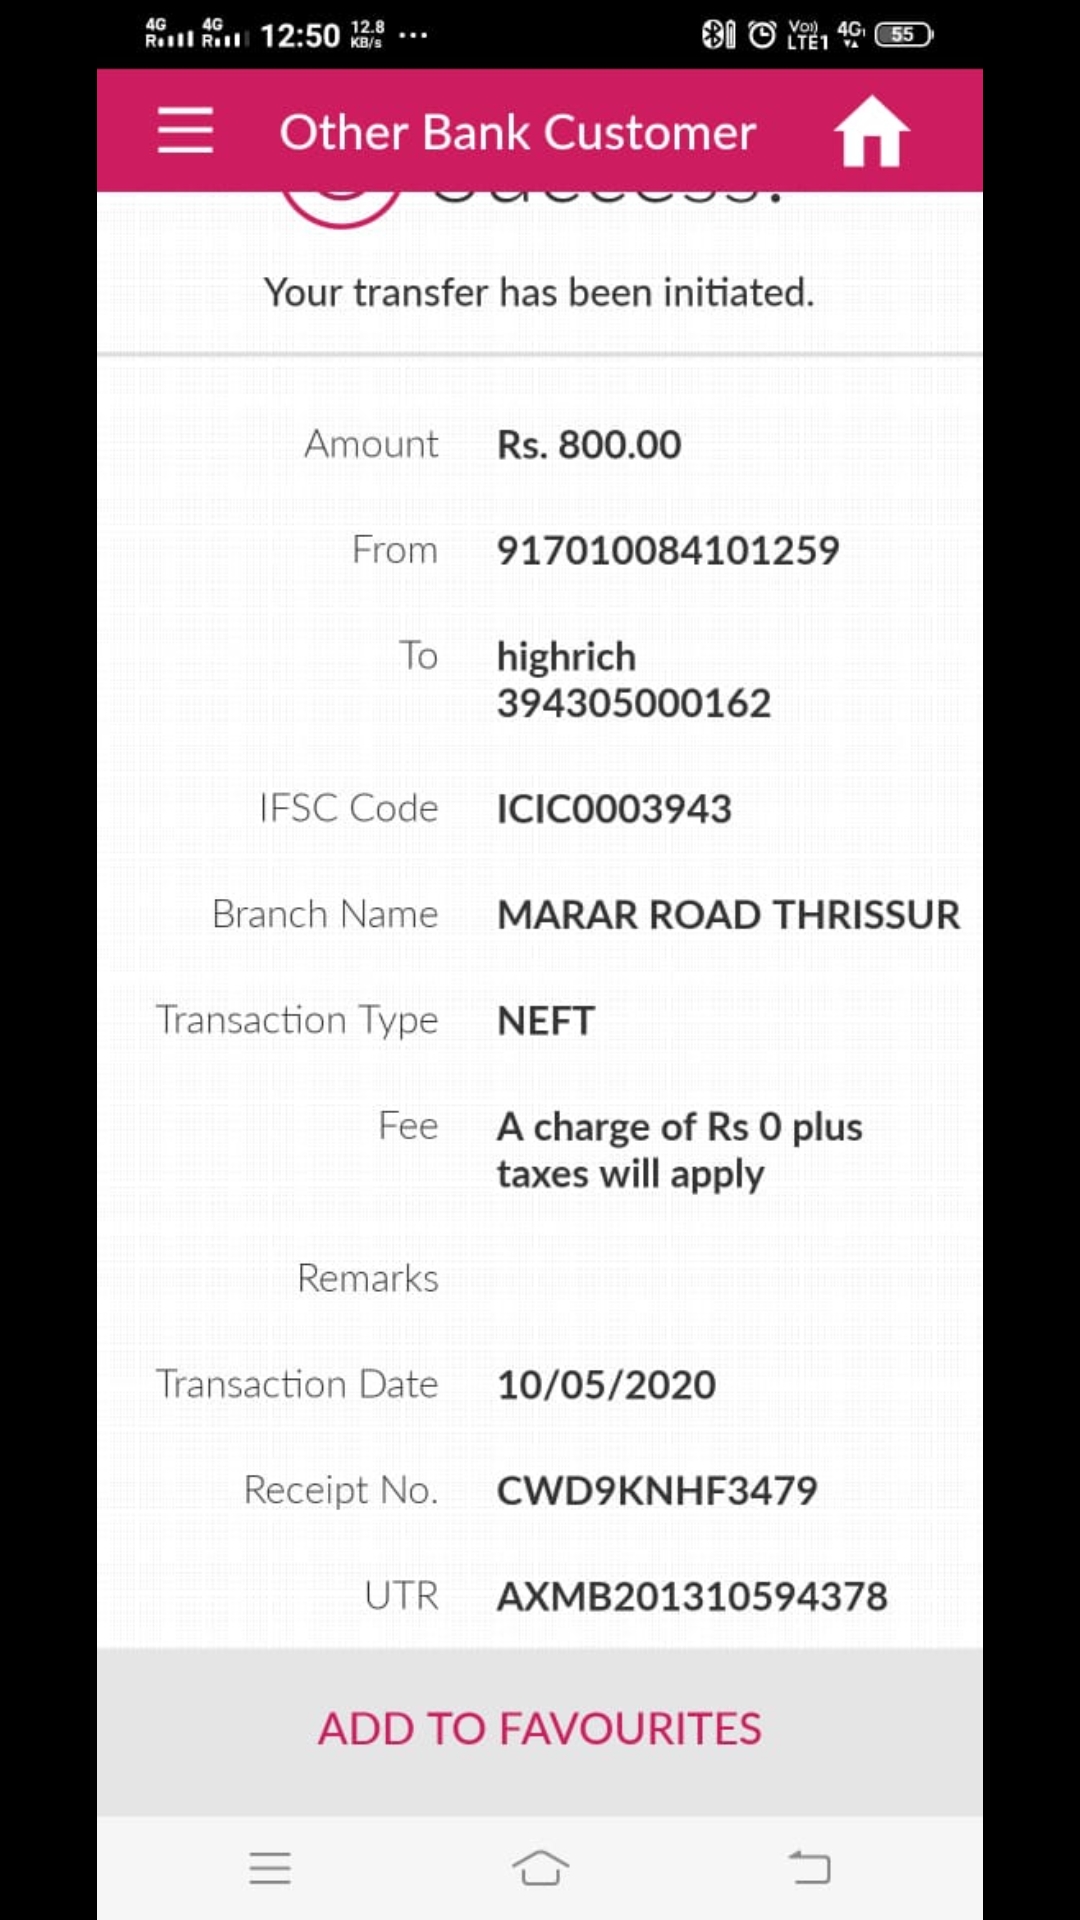 4G 4G 12:50 12.8 KB/s ... Vo)) LTE1 4G 55
Other Bank Customer
Success!
Your transfer has been initiated.
Amount Rs. 800.00
From 917010084101259
To highrich
394305000162
IFSC Code ICIC0003943
Branch Name MARAR ROAD THRISSUR
Transaction Type NEFT
Fee A charge of Rs 0 plus
taxes will apply
Remarks
Transaction Date 10/05/2020
Receipt No. CWD9KNHF3479
UTR AXMB201310594378
ADD TO FAVOURITES